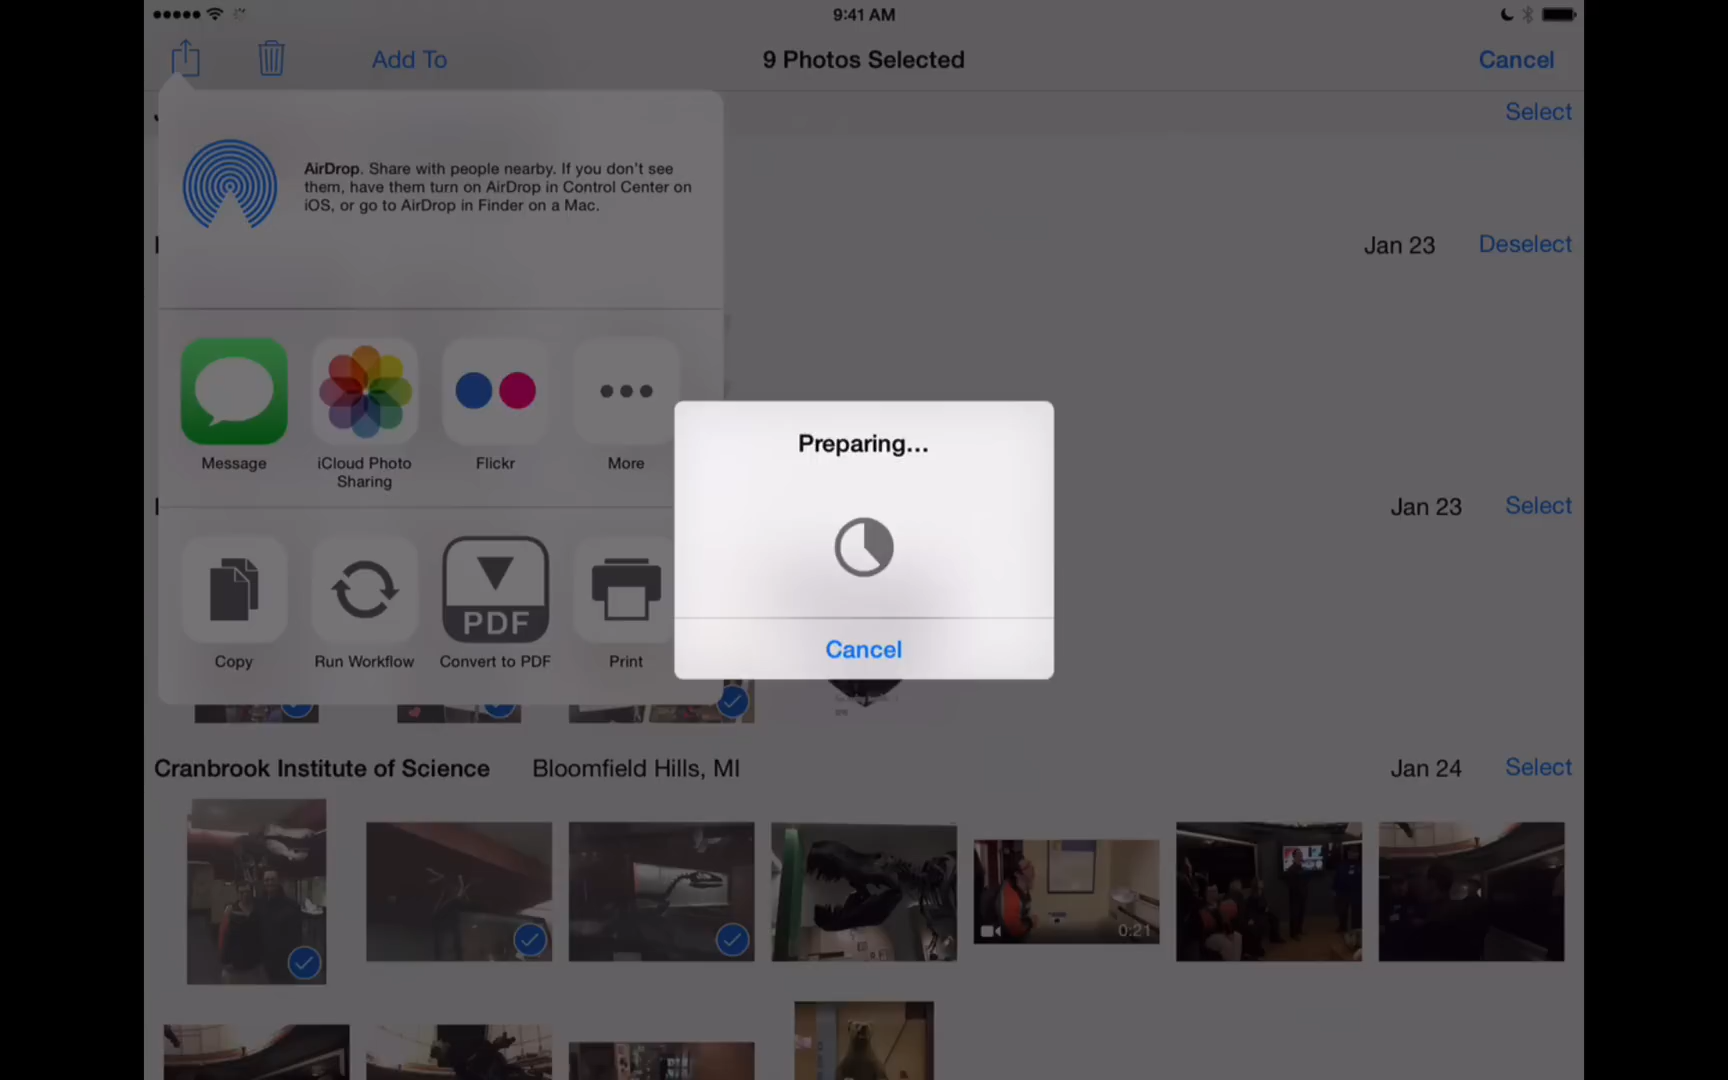 9:41 AM
Add To
9 Photos Selected
Cancel
Select
AirDrop. Share with people nearby. If you don't see
them, have them turn on AirDrop in Control Center on
iOS, or go to AirDrop in Finder on a Mac.
Jan 23
Deselect
Message
iCloud Photo
Sharing
Flickr
More
Preparing...
Cancel
Jan 23
Select
PDF
Copy
Run Workflow
Convert to PDF
Print
Cranbrook Institute of Science
Bloomfield Hills, MI
Jan 24
Select
0:21